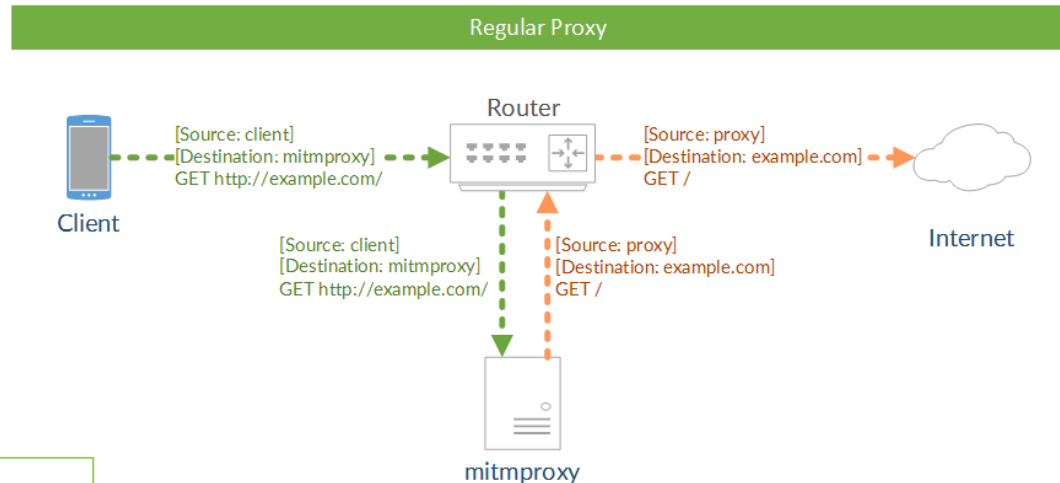 Regular Proxy
Router
[Source: client]
[Destination: mitmproxy]
GET http://example.com/
[Source: proxy]
[Destination: example.com]
GET /
Client
Internet
[Source: client]
[Destination: mitmproxy]
GET http://example.com/
[Source: proxy]
[Destination: example.com]
GET /
mitmproxy